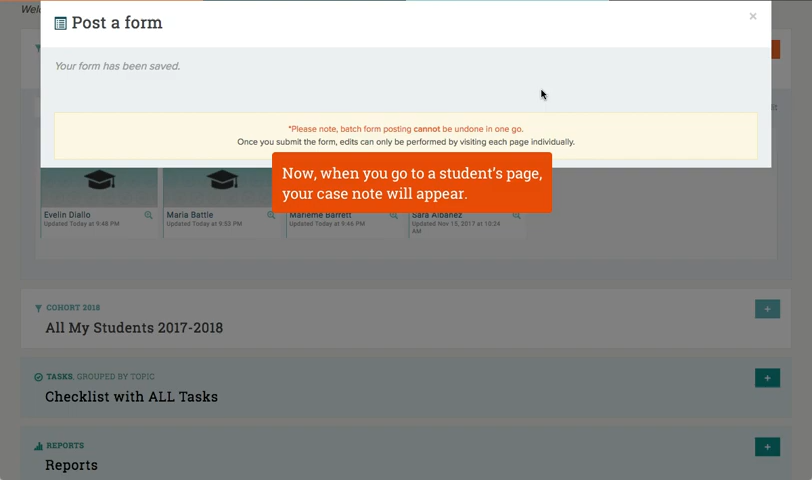 Welc
Post a form
×
Your form has been saved.
*Please note, batch form posting cannot be undone in one go.
Once you submit the form, edits can only be performed by visiting each page individually.
Now, when you go to a student's page,
your case note will appear.
Evelin Diallo
Updated Today at 9:48 PM
Maria Battle
Updated Today at 9:53 PM
Marieme Barrett
Updated Today at 9:46 PM
Sara Albanez
Updated Nov 15, 2017 at 10:24
AM
COHORT 2018
All My Students 2017-2018
+
TASKS, GROUPED BY TOPIC
Checklist with ALL Tasks
+
REPORTS
Reports
+